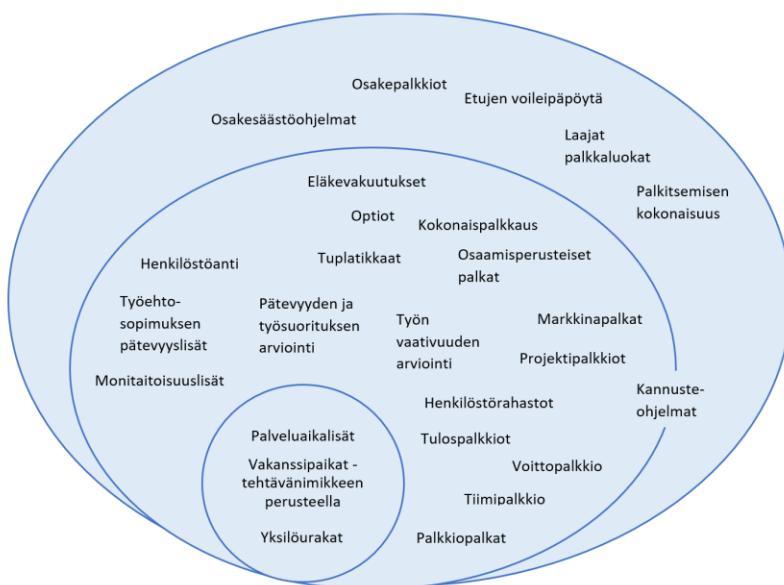 Osakepalkkiot
Etujen voileipäpöytä
Osakesäästöohjelmat
Laajat
palkkaluokat
Palkitsemisen
kokonaisuus
Eläkevakuutukset
Optiot
Kokonaispalkkaus
Henkilöstöanti
Tuplatikkaat
Osaamisperusteiset
palkat
Työehto-
sopimuksen
pätevyyslisät
Pätevyyden ja
työsuorituksen
arviointi
Työn
vaativuuden
arviointi
Markkinapalkat
Projektipalkkiot
Monitaitoisuuslisät
Henkilöstörahastot
Kannuste-
ohjelmat
Palveluaikalisät
Tulospalkkiot
Vakanssipaikat -
tehtävänimikkeen
perusteella
Voittopalkkio
Tiimipalkkio
Yksilöurakat
Palkkiopalkat